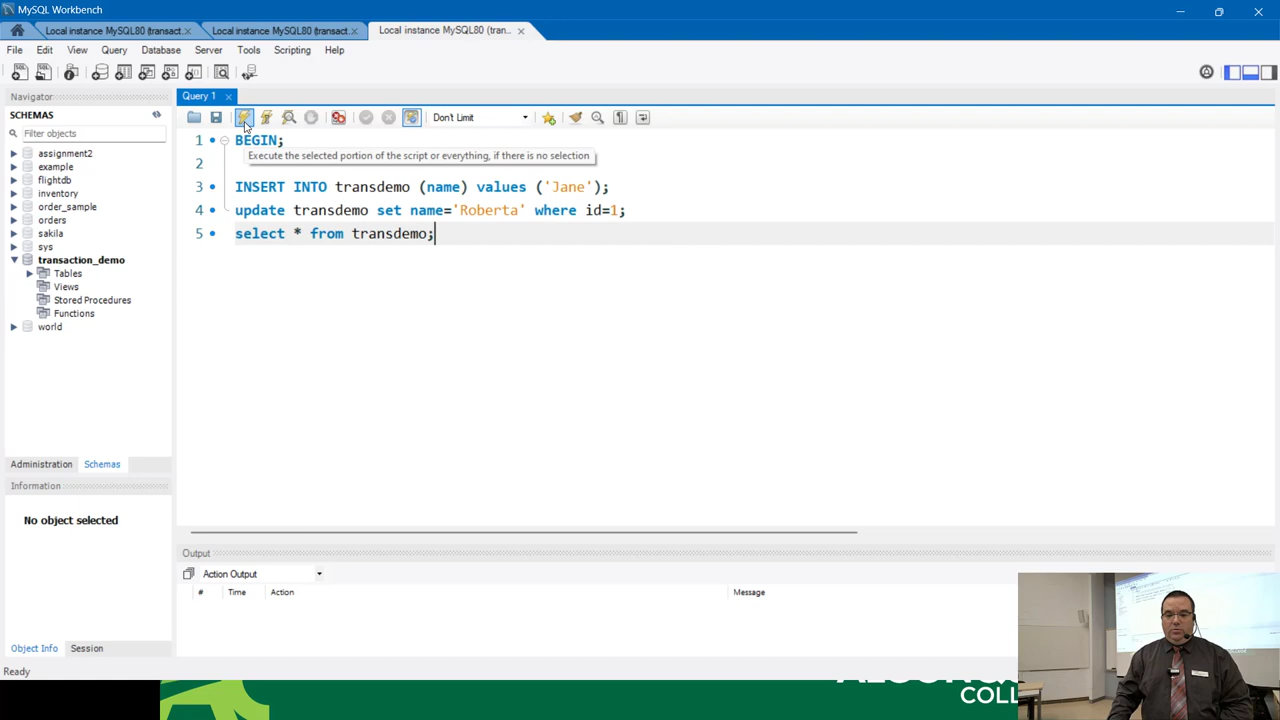 MySQL Workbench
Local instance MySQL80 (transact...
Local instance MySQL80 (transact...
Local instance MySQL80 (tran...
File Edit View Query Database Server Tools Scripting Help
Navigator
SCHEMAS
Filter objects
assignment2
example
flightdb
inventory
order_sample
orders
sakila
sys
transaction_demo
Tables
Views
Stored Procedures
Functions
world
Administration Schemas
Information
No object selected
Object Info Session
Ready
Query 1
Don't Limit
1 BEGIN;
Execute the selected portion of the script or everything, if there is no selection
2
3 INSERT INTO transdemo (name) values ('Jane');
4 update transdemo set name='Roberta' where id=1;
5 select * from transdemo;
Output
Action Output
# Time Action Message